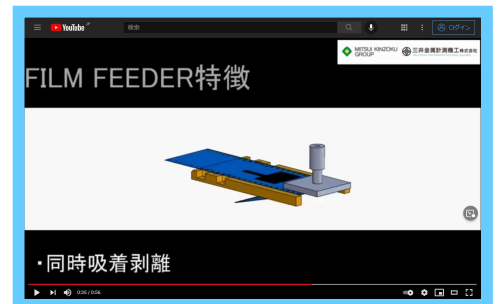 YouTube JP
検索
ログイン
MITSUI KINZOKU
GROUP
三井金属計測機工株式会社
FILM FEEDER特徴
・同時吸着剥離
0:35 / 0:56